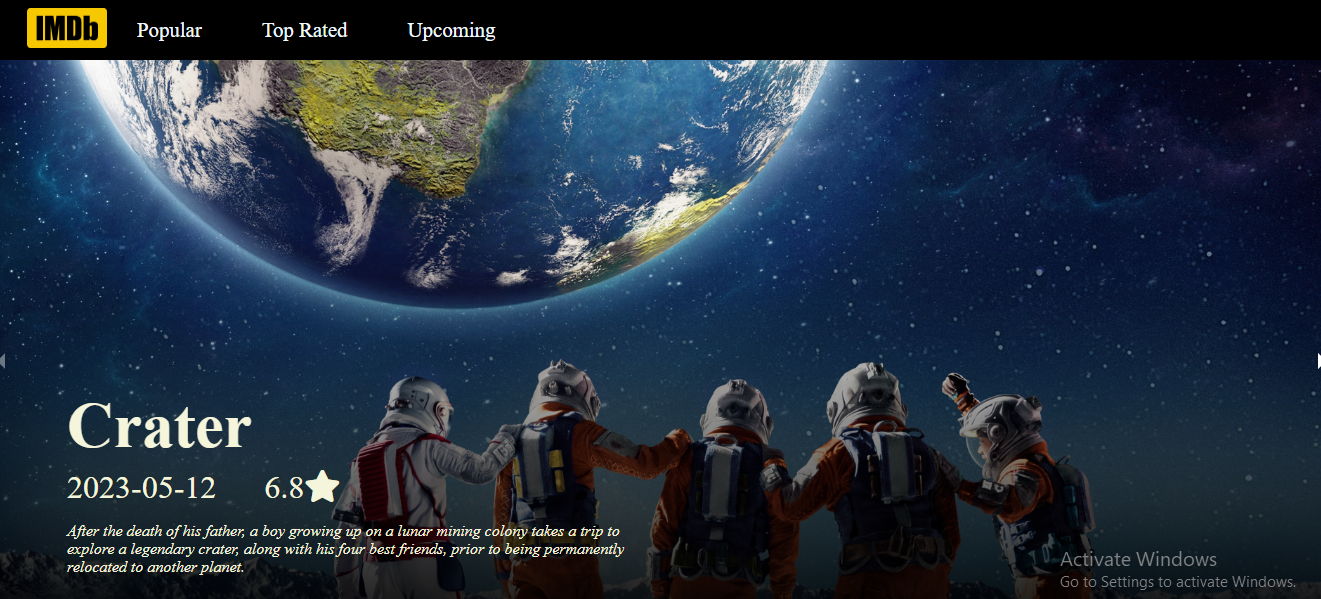 IMDb Popular Top Rated Upcoming
Crater
2023-05-12 6.8
After the death of his father, a boy growing up on a lunar mining colony takes a trip to
explore a legendary crater, along with his four best friends, prior to being permanently
relocated to another planet.
Activate Windows
Go to Settings to activate Windows.